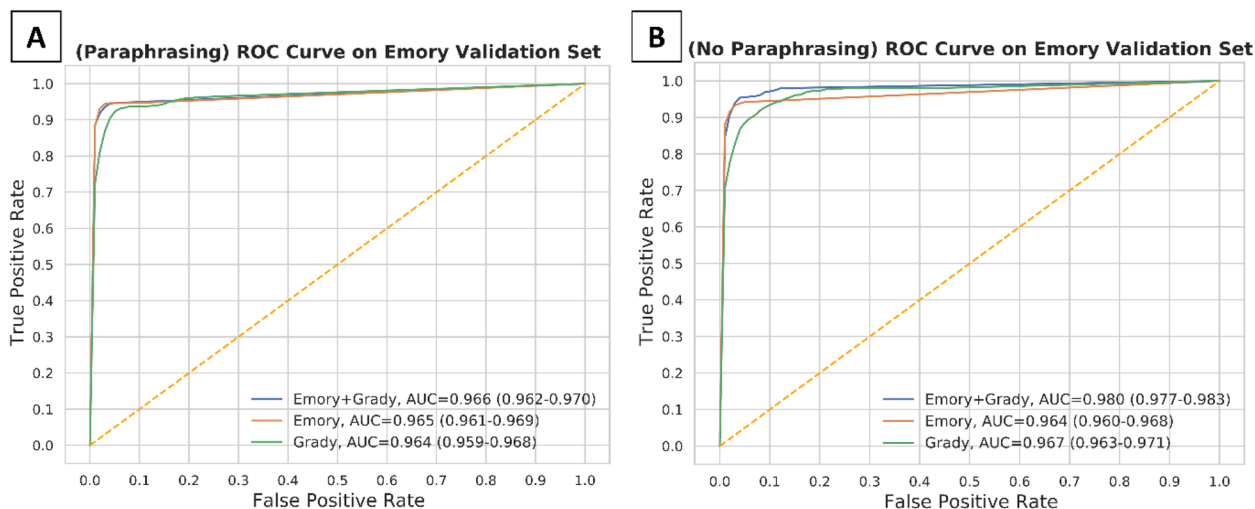 A
(Paraphrasing) ROC Curve on Emory Validation Set
1.0
0.9
0.8
0.7
0.6
0.5
0.4
0.3
0.2
0.1
0.0
True Positive Rate
Emory+Grady, AUC=0.966 (0.962-0.970)
Emory, AUC=0.965 (0.961-0.969)
Grady, AUC=0.964 (0.959-0.968)
0.0 0.1 0.2 0.3 0.4 0.5 0.6 0.7 0.8 0.9 1.0
False Positive Rate
B
(No Paraphrasing) ROC Curve on Emory Validation Set
1.0
0.9
0.8
0.7
0.6
0.5
0.4
0.3
0.2
0.1
0.0
True Positive Rate
Emory+Grady, AUC=0.980 (0.977-0.983)
Emory, AUC=0.964 (0.960-0.968)
Grady, AUC=0.967 (0.963-0.971)
0.0 0.1 0.2 0.3 0.4 0.5 0.6 0.7 0.8 0.9 1.0
False Positive Rate